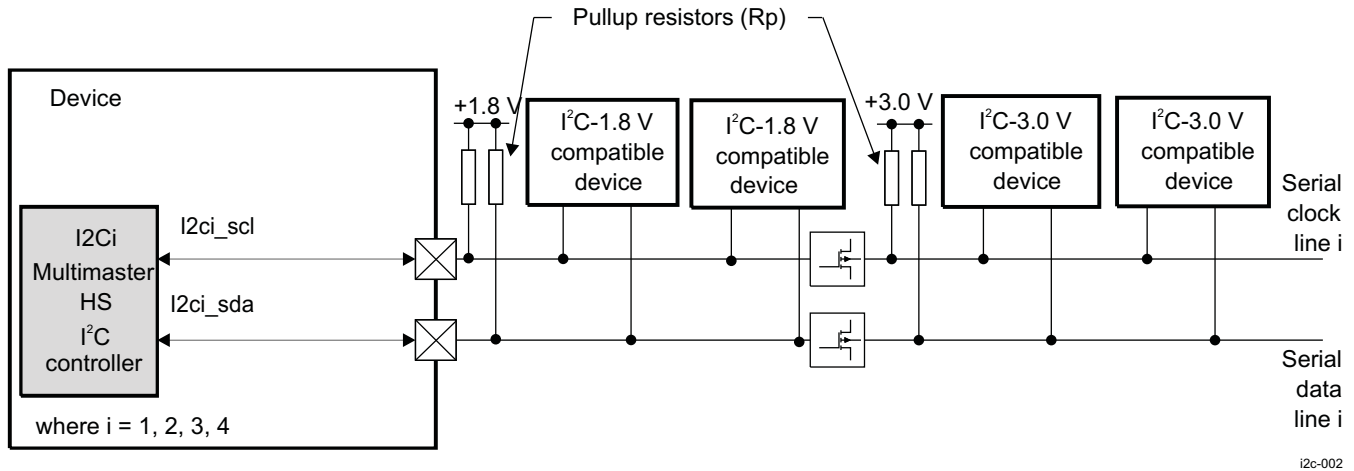 Pullup resistors (Rp)
Device
+1.8 V
I²C-1.8 V
compatible
device
I²C-1.8 V
compatible
device
+3.0 V
I²C-3.0 V
compatible
device
I²C-3.0 V
compatible
device
Serial
clock
line i
I2Ci
Multimaster
HS
I²C
controller
I2ci_scl
I2ci_sda
Serial
data
line i
where i = 1, 2, 3, 4
i2c-002